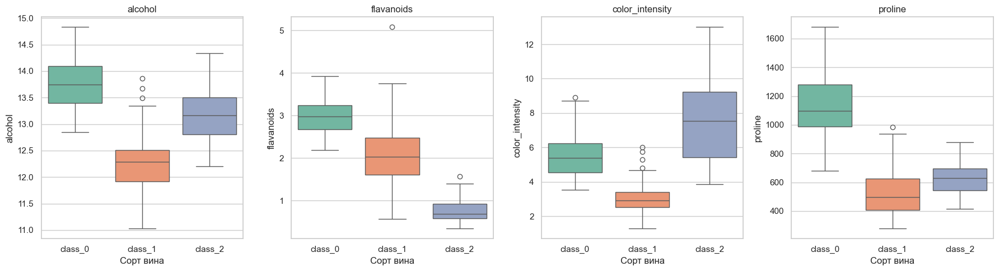 alcohol
alcohol
15.0
14.5
14.0
13.5
13.0
12.5
12.0
11.5
11.0
class_0 class_1 class_2
Сорт вина
flavanoids
flavanoids
5
4
3
2
1
class_0 class_1 class_2
Сорт вина
color_intensity
color_intensity
12
10
8
6
4
2
class_0 class_1 class_2
Сорт вина
proline
proline
1600
1400
1200
1000
800
600
400
class_0 class_1 class_2
Сорт вина